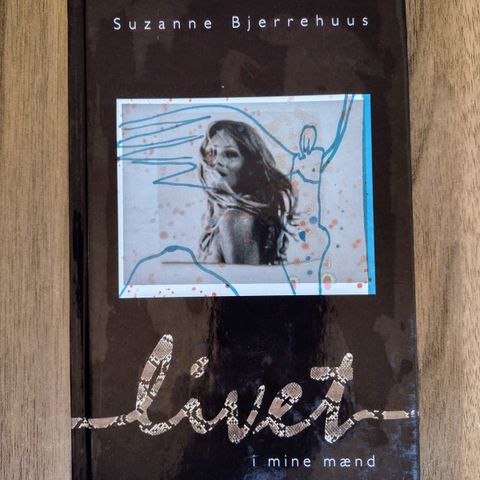 Suzanne Bjerrehuus
livet
i mine mænd